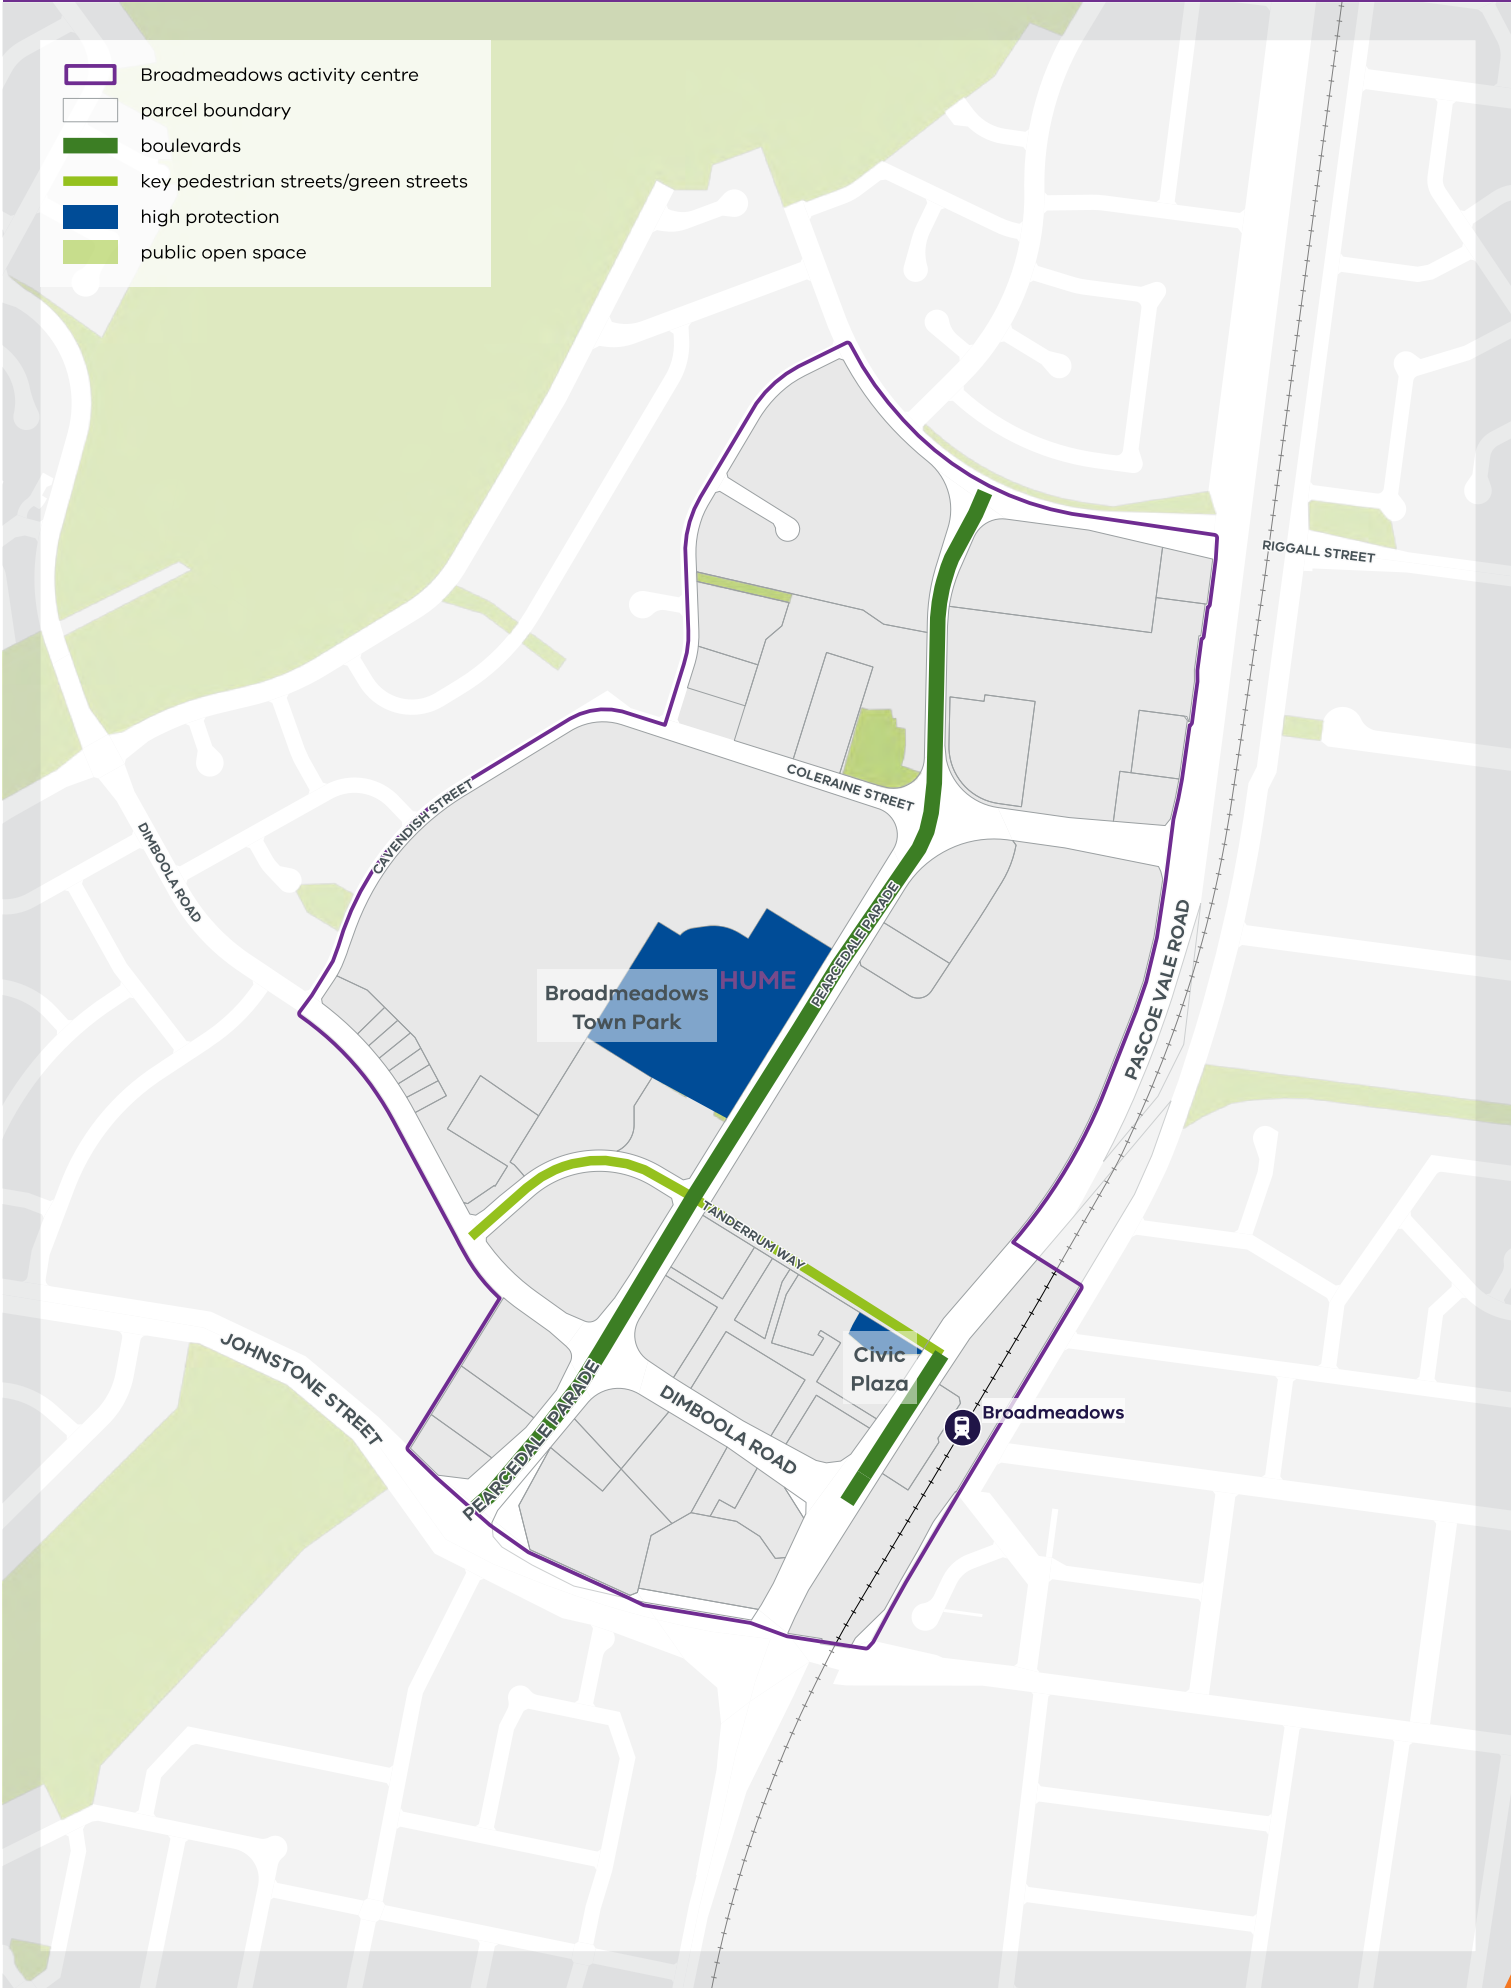 Broadmeadows activity centre
parcel boundary
boulevards
key pedestrian streets/green streets
high protection
public open space
RIGGALL STREET
COLERAINE STREET
CAVENDISH STREET
DIMBOOLA ROAD
PEARCEDALE PARADE
PASCOE VALE ROAD
HUME
Broadmeadows
Town Park
TANDERRUM WAY
JOHNSTONE STREET
Civic
Plaza
DIMBOOLA ROAD
Broadmeadows
PEARCEDALE PARADE